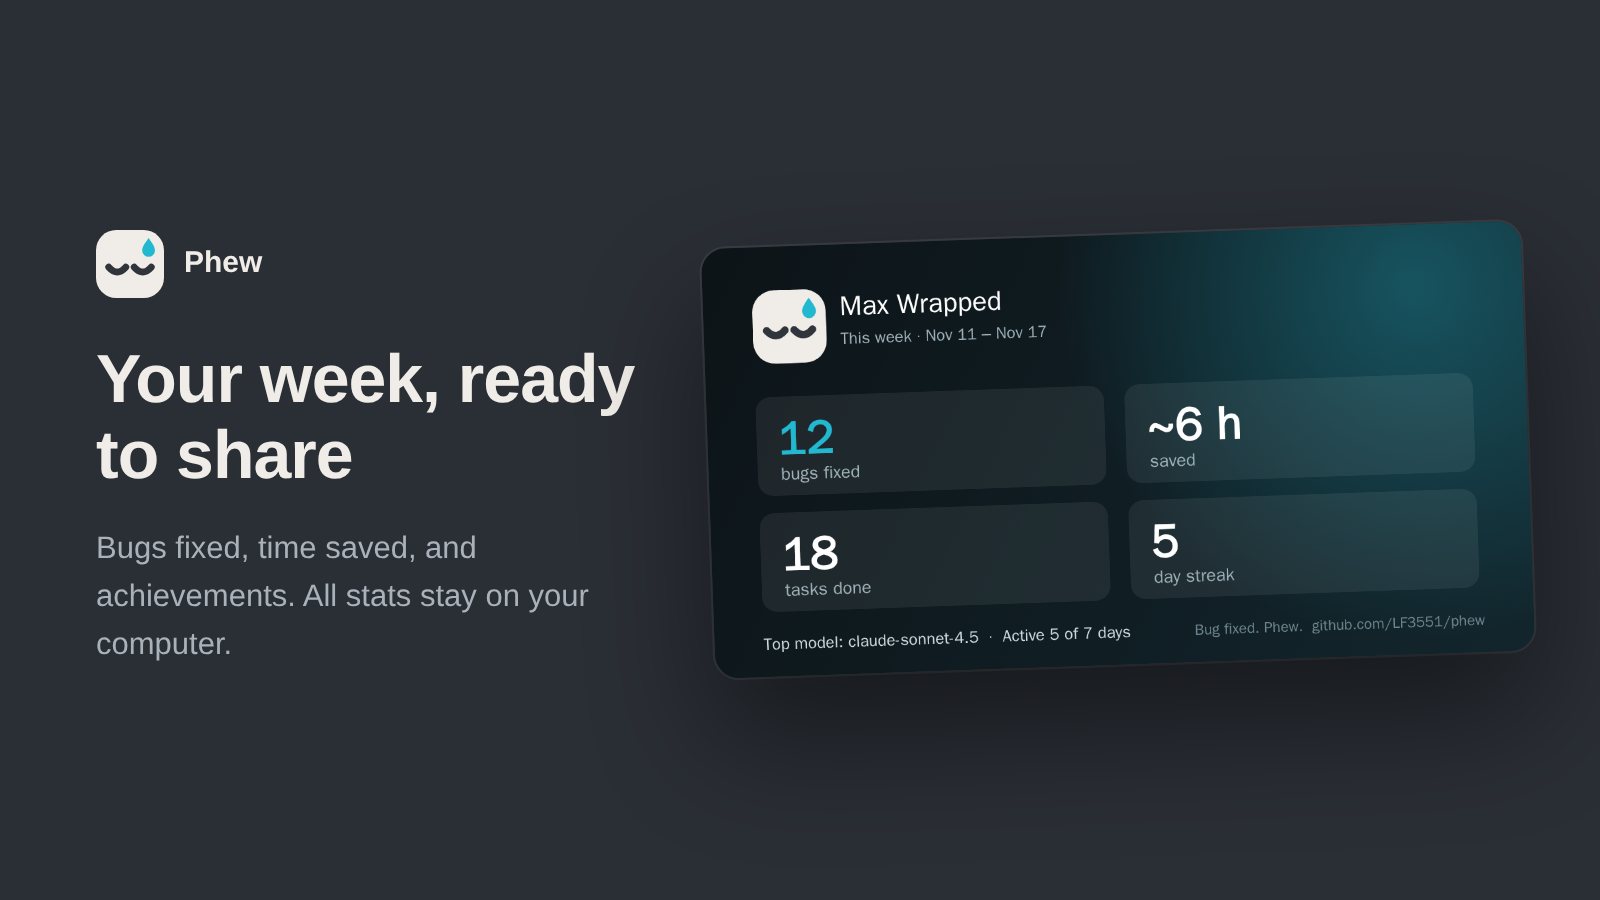 Phew
Your week, ready
to share
Bugs fixed, time saved, and
achievements. All stats stay on your
computer.
Max Wrapped
This week · Nov 11 – Nov 17
12
bugs fixed
~6 h
saved
18
tasks done
5
day streak
Top model: claude-sonnet-4.5 · Active 5 of 7 days
Bug fixed. Phew. github.com/LF3551/phew